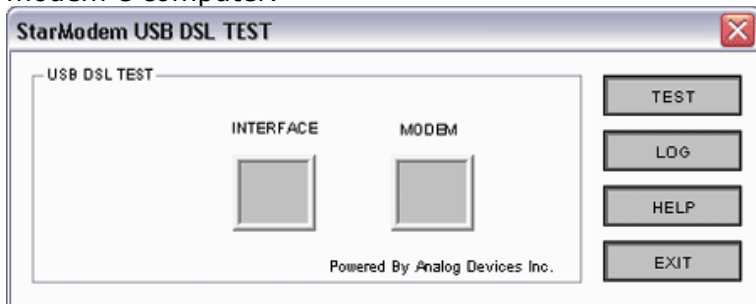 StarModem USB DSL TEST
USB DSL TEST
INTERFACE MODEM
TEST
LOG
HELP
EXIT
Powered By Analog Devices Inc.